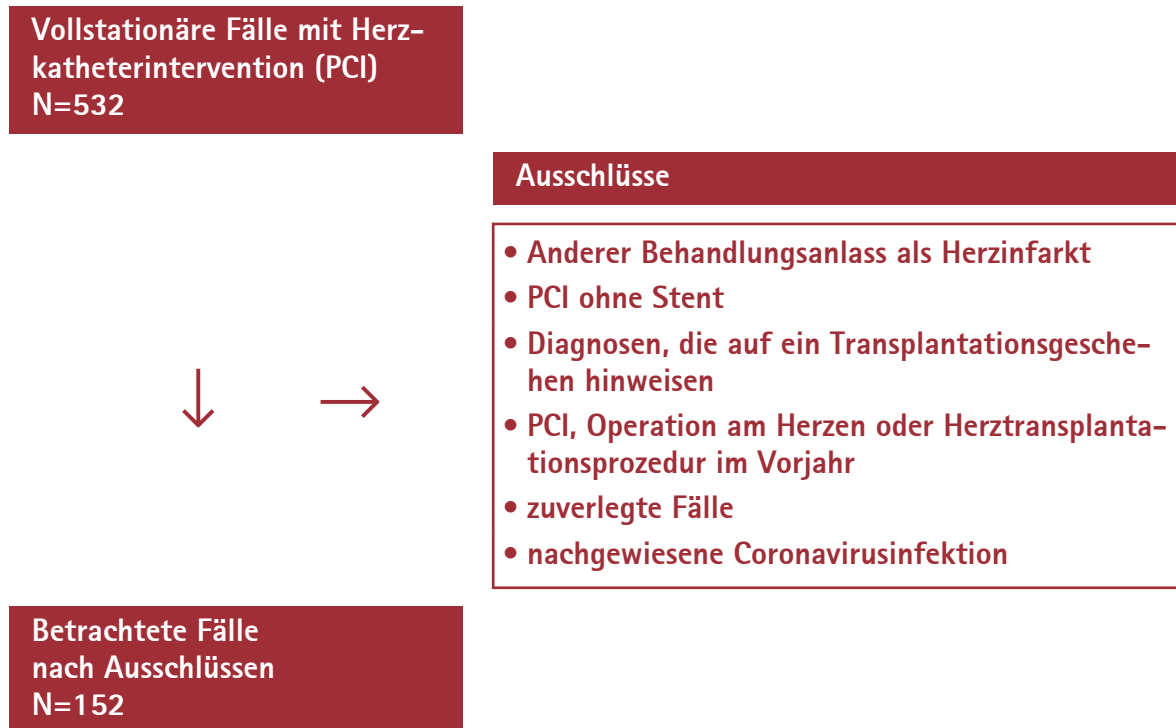 Vollstationäre Fälle mit Herz-
katheterintervention (PCI)
N=532
Ausschlüsse
• Anderer Behandlungsanlass als Herzinfarkt
• PCI ohne Stent
• Diagnosen, die auf ein Transplantationsgesche-
hen hinweisen
• PCI, Operation am Herzen oder Herztransplanta-
tionsprozedur im Vorjahr
• zuverlegte Fälle
• nachgewiesene Coronavirusinfektion
Betrachtete Fälle
nach Ausschlüssen
N=152